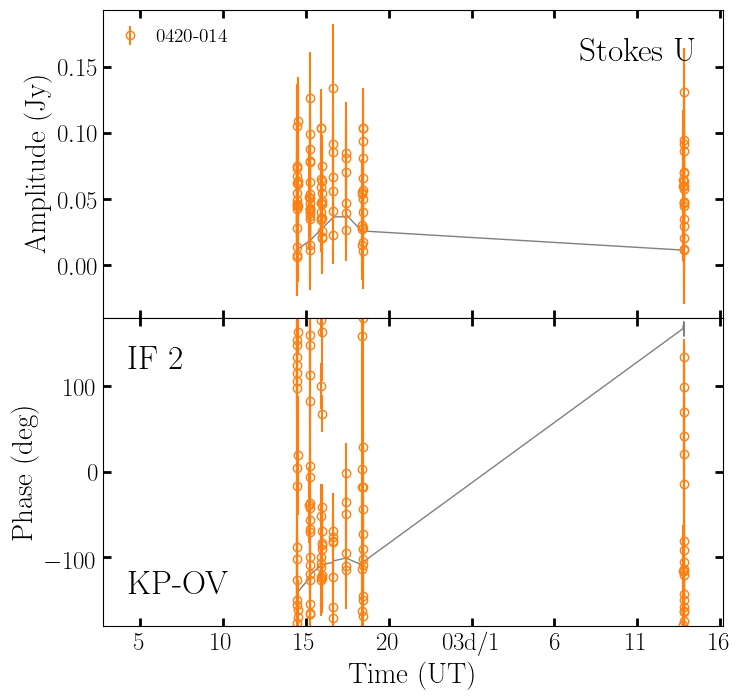 0420-014
Stokes U
Amplitude (Jy)
0.15
0.10
0.05
0.00
IF 2
KP-OV
Phase (deg)
100
0
−100
5 10 15 20 03d/1 6 11 16
Time (UT)